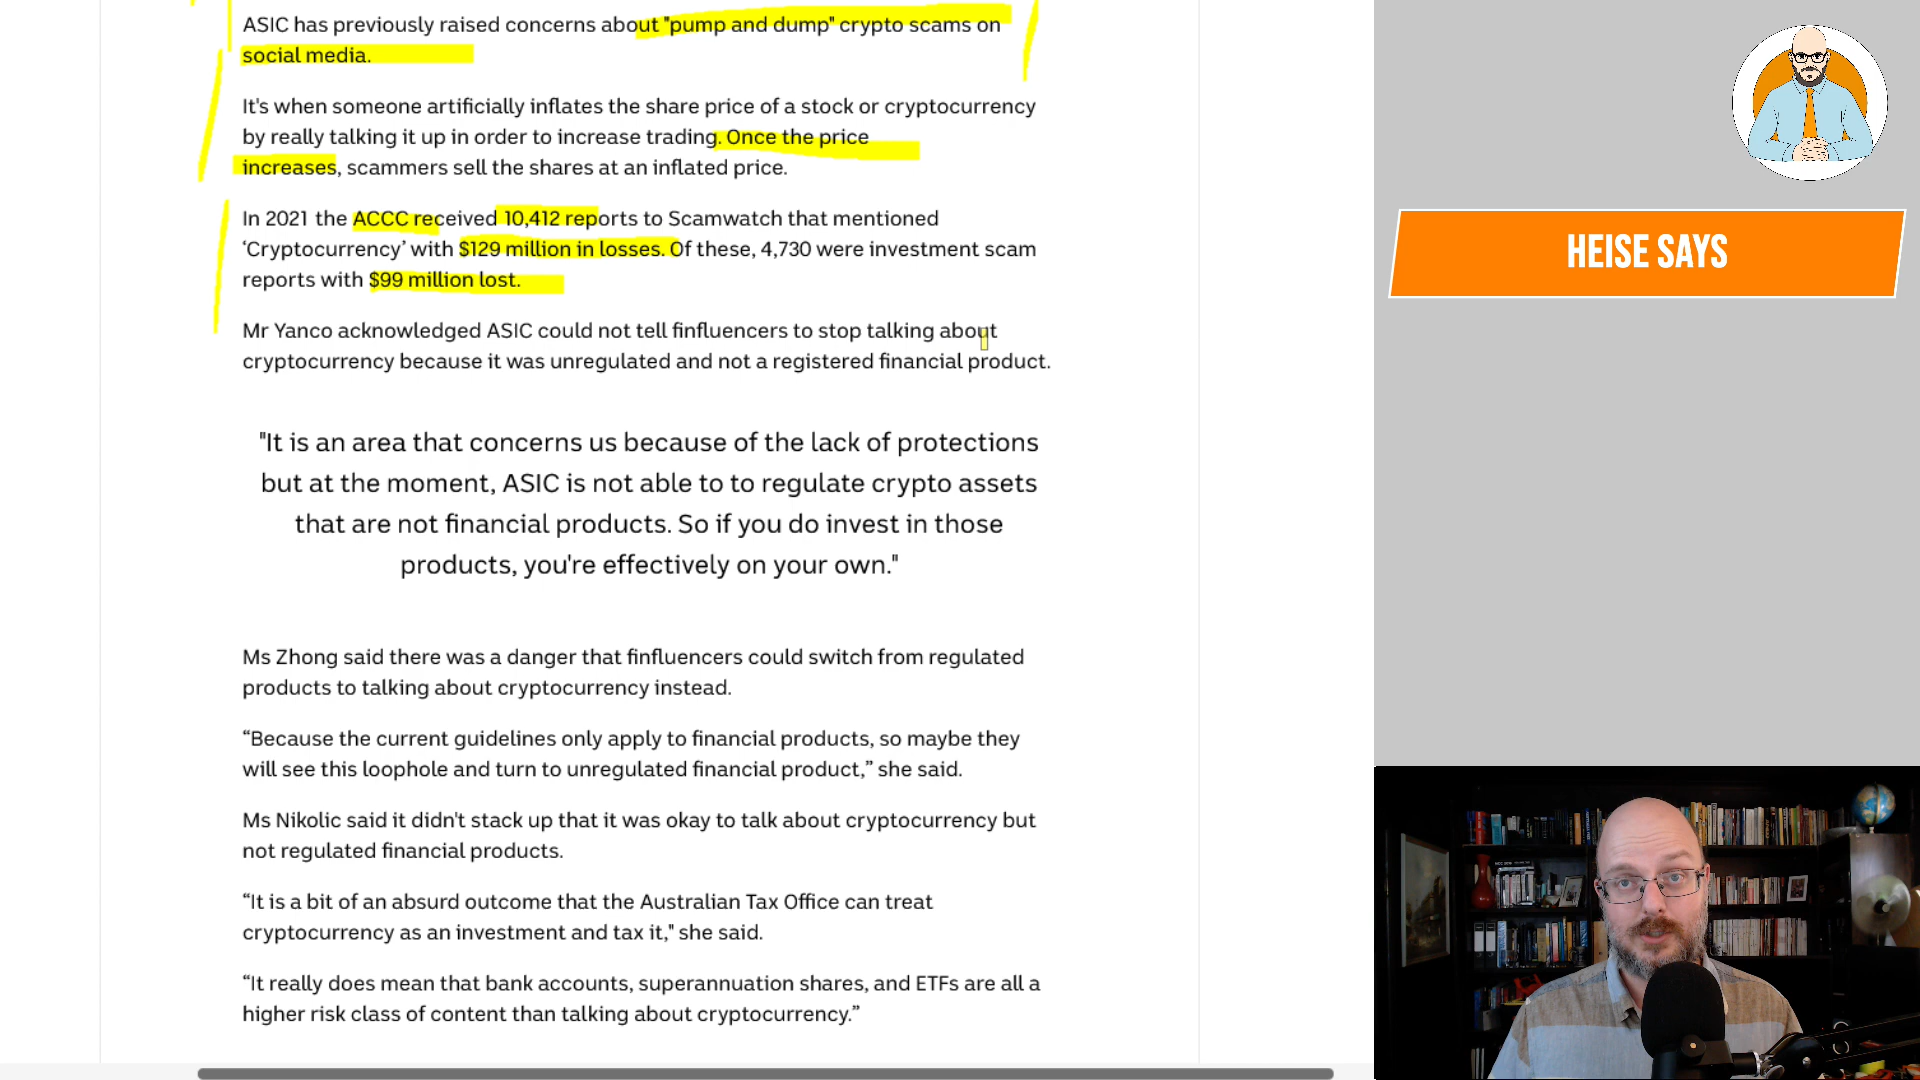 ASIC has previously raised concerns about "pump and dump" crypto scams on
social media.
It's when someone artificially inflates the share price of a stock or cryptocurrency
by really talking it up in order to increase trading. Once the price
increases, scammers sell the shares at an inflated price.
In 2021 the ACCC received 10,412 reports to Scamwatch that mentioned
‘Cryptocurrency’ with $129 million in losses. Of these, 4,730 were investment scam
reports with $99 million lost.
Mr Yanco acknowledged ASIC could not tell finfluencers to stop talking about
cryptocurrency because it was unregulated and not a registered financial product.
"It is an area that concerns us because of the lack of protections
but at the moment, ASIC is not able to to regulate crypto assets
that are not financial products. So if you do invest in those
products, you're effectively on your own."
Ms Zhong said there was a danger that finfluencers could switch from regulated
products to talking about cryptocurrency instead.
“Because the current guidelines only apply to financial products, so maybe they
will see this loophole and turn to unregulated financial product,” she said.
Ms Nikolic said it didn't stack up that it was okay to talk about cryptocurrency but
not regulated financial products.
“It is a bit of an absurd outcome that the Australian Tax Office can treat
cryptocurrency as an investment and tax it," she said.
“It really does mean that bank accounts, superannuation shares, and ETFs are all a
higher risk class of content than talking about cryptocurrency.”
HEISE SAYS